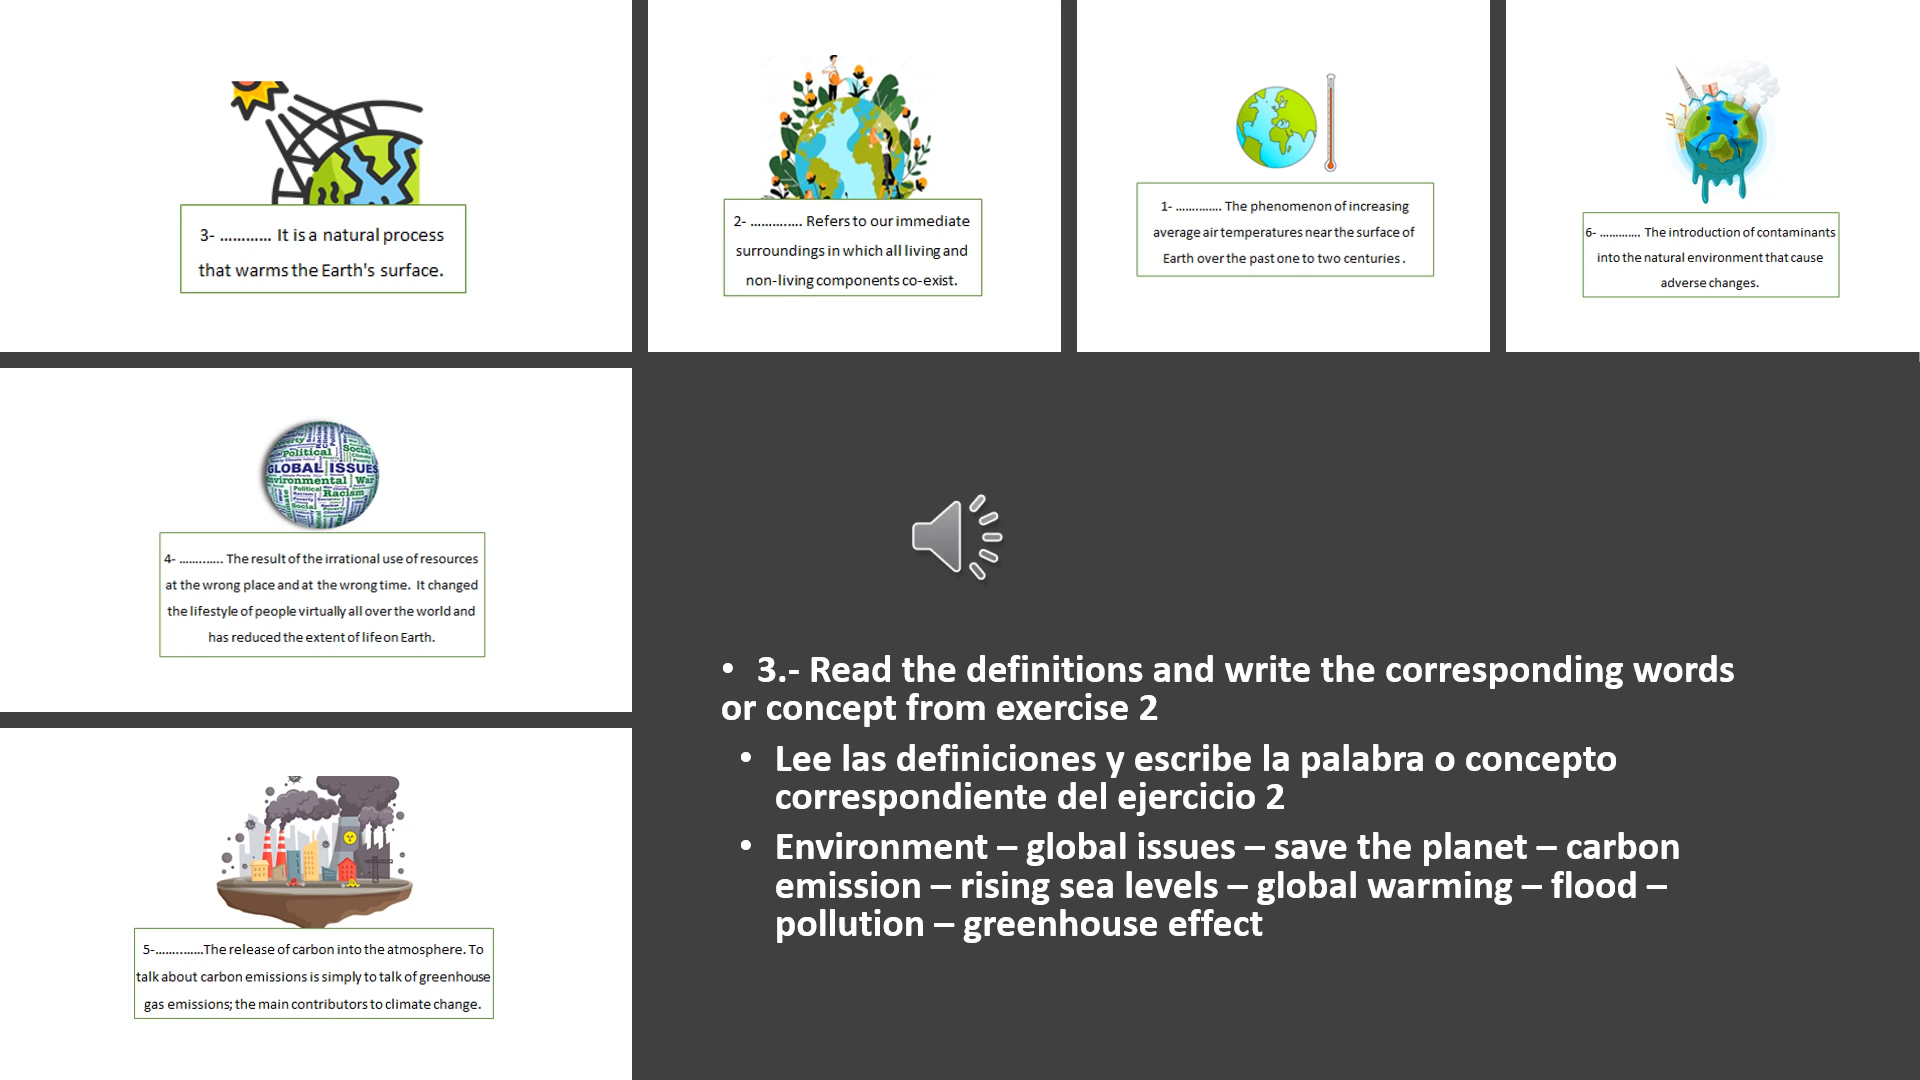 3- ............ It is a natural process
that warms the Earth's surface.
2- ............. Refers to our immediate
surroundings in which all living and
non-living components co-exist.
1- ............. The phenomenon of increasing
average air temperatures near the surface of
Earth over the past one to two centuries .
6- ............ The introduction of contaminants
into the natural environment that cause
adverse changes.
Political
Social
GLOBAL ISSUES
Environmental War
Political
Racism
Social
4- ............. The result of the irrational use of resources
at the wrong place and at the wrong time. It changed
the lifestyle of people virtually all over the world and
has reduced the extent of life on Earth.
5-..............The release of carbon into the atmosphere. To
talk about carbon emissions is simply to talk of greenhouse
gas emissions; the main contributors to climate change.
• 3.- Read the definitions and write the corresponding words
or concept from exercise 2
• Lee las definiciones y escribe la palabra o concepto
correspondiente del ejercicio 2
• Environment – global issues – save the planet – carbon
emission – rising sea levels – global warming – flood –
pollution – greenhouse effect